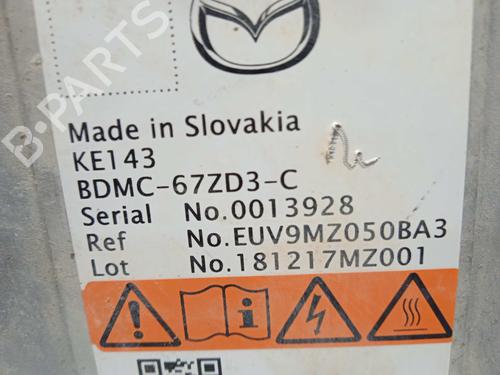 B-PARTS
Made in Slovakia
KE143
BDMC-67ZD3-C
Serial No.0013928
Ref No.EUV9MZ050BA3
Lot No.181217MZ001